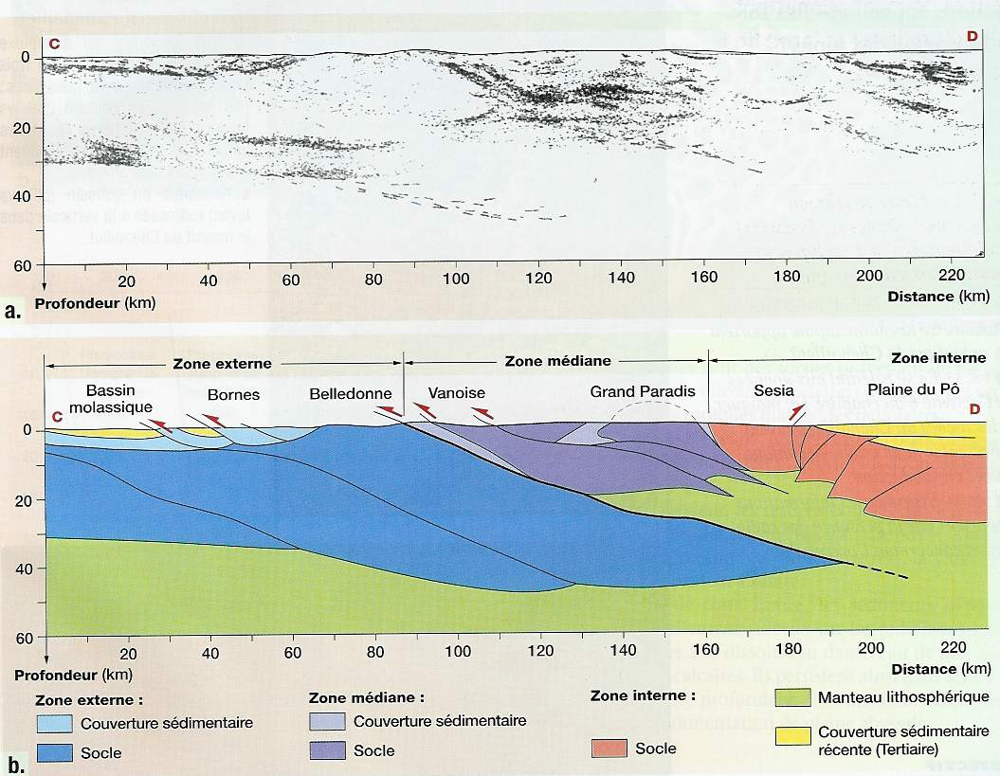 C
D
0
20
40
60
20 40 60 80 100 120 140 160 180 200 220
a.
Profondeur (km)
Distance (km)
Zone externe
Zone médiane
Zone interne
Bassin
molassique
Bornes
Belledonne
Vanoise
Grand Paradis
Sesia
Plaine du Pô
C
D
0
20
40
60
20 40 60 80 100 120 140 160 180 200 220
Profondeur (km)
Distance (km)
Zone externe :
Couverture sédimentaire
Socle
Zone médiane :
Couverture sédimentaire
Socle
Zone interne :
Socle
Manteau lithosphérique
Couverture sédimentaire
récente (Tertiaire)
b.